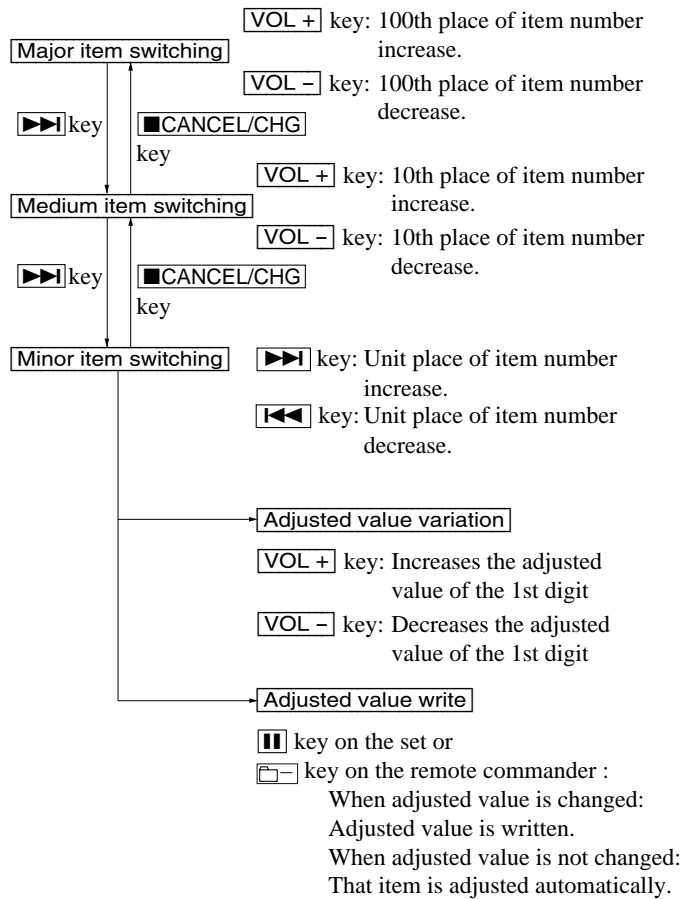 VOL + key: 100th place of item number
increase.
Major item switching
VOL – key: 100th place of item number
decrease.
▶▶I key
■CANCEL/CHG
key
VOL + key: 10th place of item number
increase.
Medium item switching
VOL – key: 10th place of item number
decrease.
▶▶I key
■CANCEL/CHG
key
Minor item switching
▶▶I key: Unit place of item number
increase.
I◀◀ key: Unit place of item number
decrease.
Adjusted value variation
VOL + key: Increases the adjusted
value of the 1st digit
VOL – key: Decreases the adjusted
value of the 1st digit
Adjusted value write
II key on the set or
– key on the remote commander :
When adjusted value is changed:
Adjusted value is written.
When adjusted value is not changed:
That item is adjusted automatically.